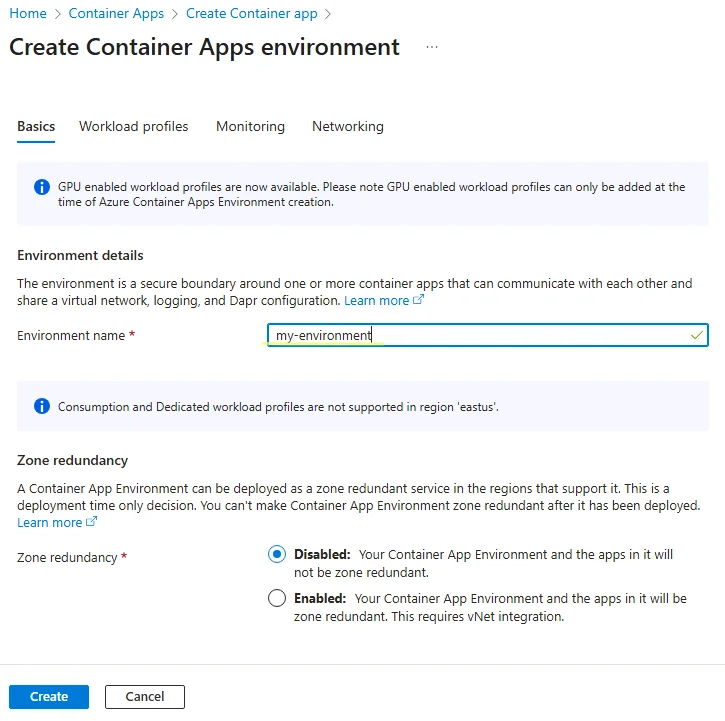 Home > Container Apps > Create Container app >
Create Container Apps environment ...
Basics Workload profiles Monitoring Networking
GPU enabled workload profiles are now available. Please note GPU enabled workload profiles can only be added at the
time of Azure Container Apps Environment creation.
Environment details
The environment is a secure boundary around one or more container apps that can communicate with each other and
share a virtual network, logging, and Dapr configuration. Learn more
Environment name * my-environment
Consumption and Dedicated workload profiles are not supported in region 'eastus'.
Zone redundancy
A Container App Environment can be deployed as a zone redundant service in the regions that support it. This is a
deployment time only decision. You can't make Container App Environment zone redundant after it has been deployed.
Learn more
Zone redundancy * Disabled: Your Container App Environment and the apps in it will
not be zone redundant.
Enabled: Your Container App Environment and the apps in it will be
zone redundant. This requires vNet integration.
Create Cancel